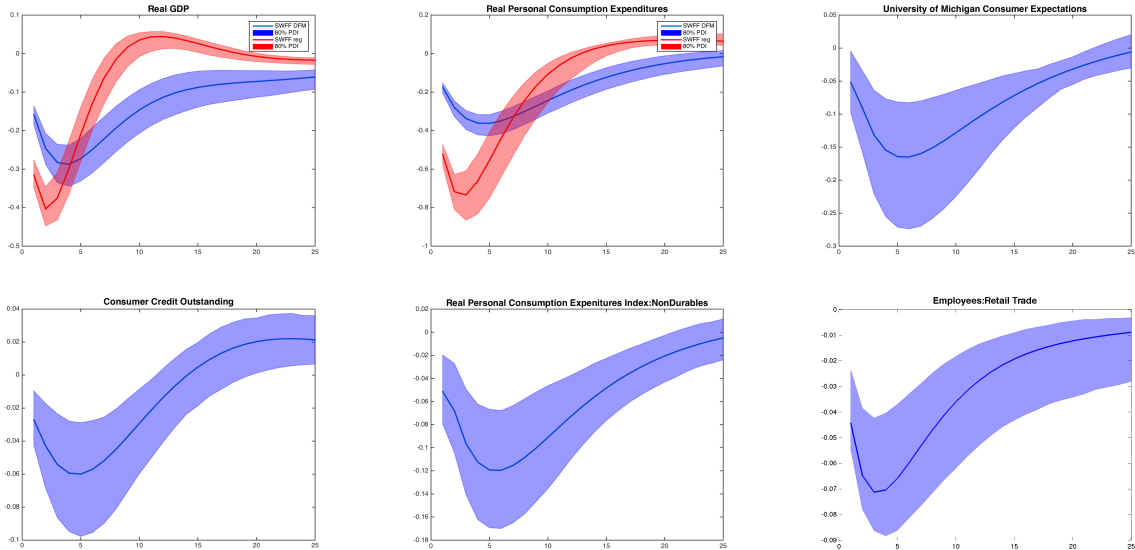 Real GDP
0.1
0
-0.1
-0.2
-0.3
-0.4
-0.5
0 5 10 15 20 25
SWFF DFM
80% PDI
SWFF reg
80% PDI
Real Personal Consumption Expenditures
0.2
0
-0.2
-0.4
-0.6
-0.8
-1
0 5 10 15 20 25
SWFF DFM
80% PDI
SWFF reg
80% PDI
University of Michigan Consumer Expectations
0.05
0
-0.05
-0.1
-0.15
-0.2
-0.25
-0.3
0 5 10 15 20 25
Consumer Credit Outstanding
0.04
0.02
0
-0.02
-0.04
-0.06
-0.08
-0.1
0 5 10 15 20 25
Real Personal Consumption Expenitures Index:NonDurables
0.02
0
-0.02
-0.04
-0.06
-0.08
-0.1
-0.12
-0.14
-0.16
-0.18
0 5 10 15 20 25
Employees:Retail Trade
0
-0.01
-0.02
-0.03
-0.04
-0.05
-0.06
-0.07
-0.08
-0.09
0 5 10 15 20 25